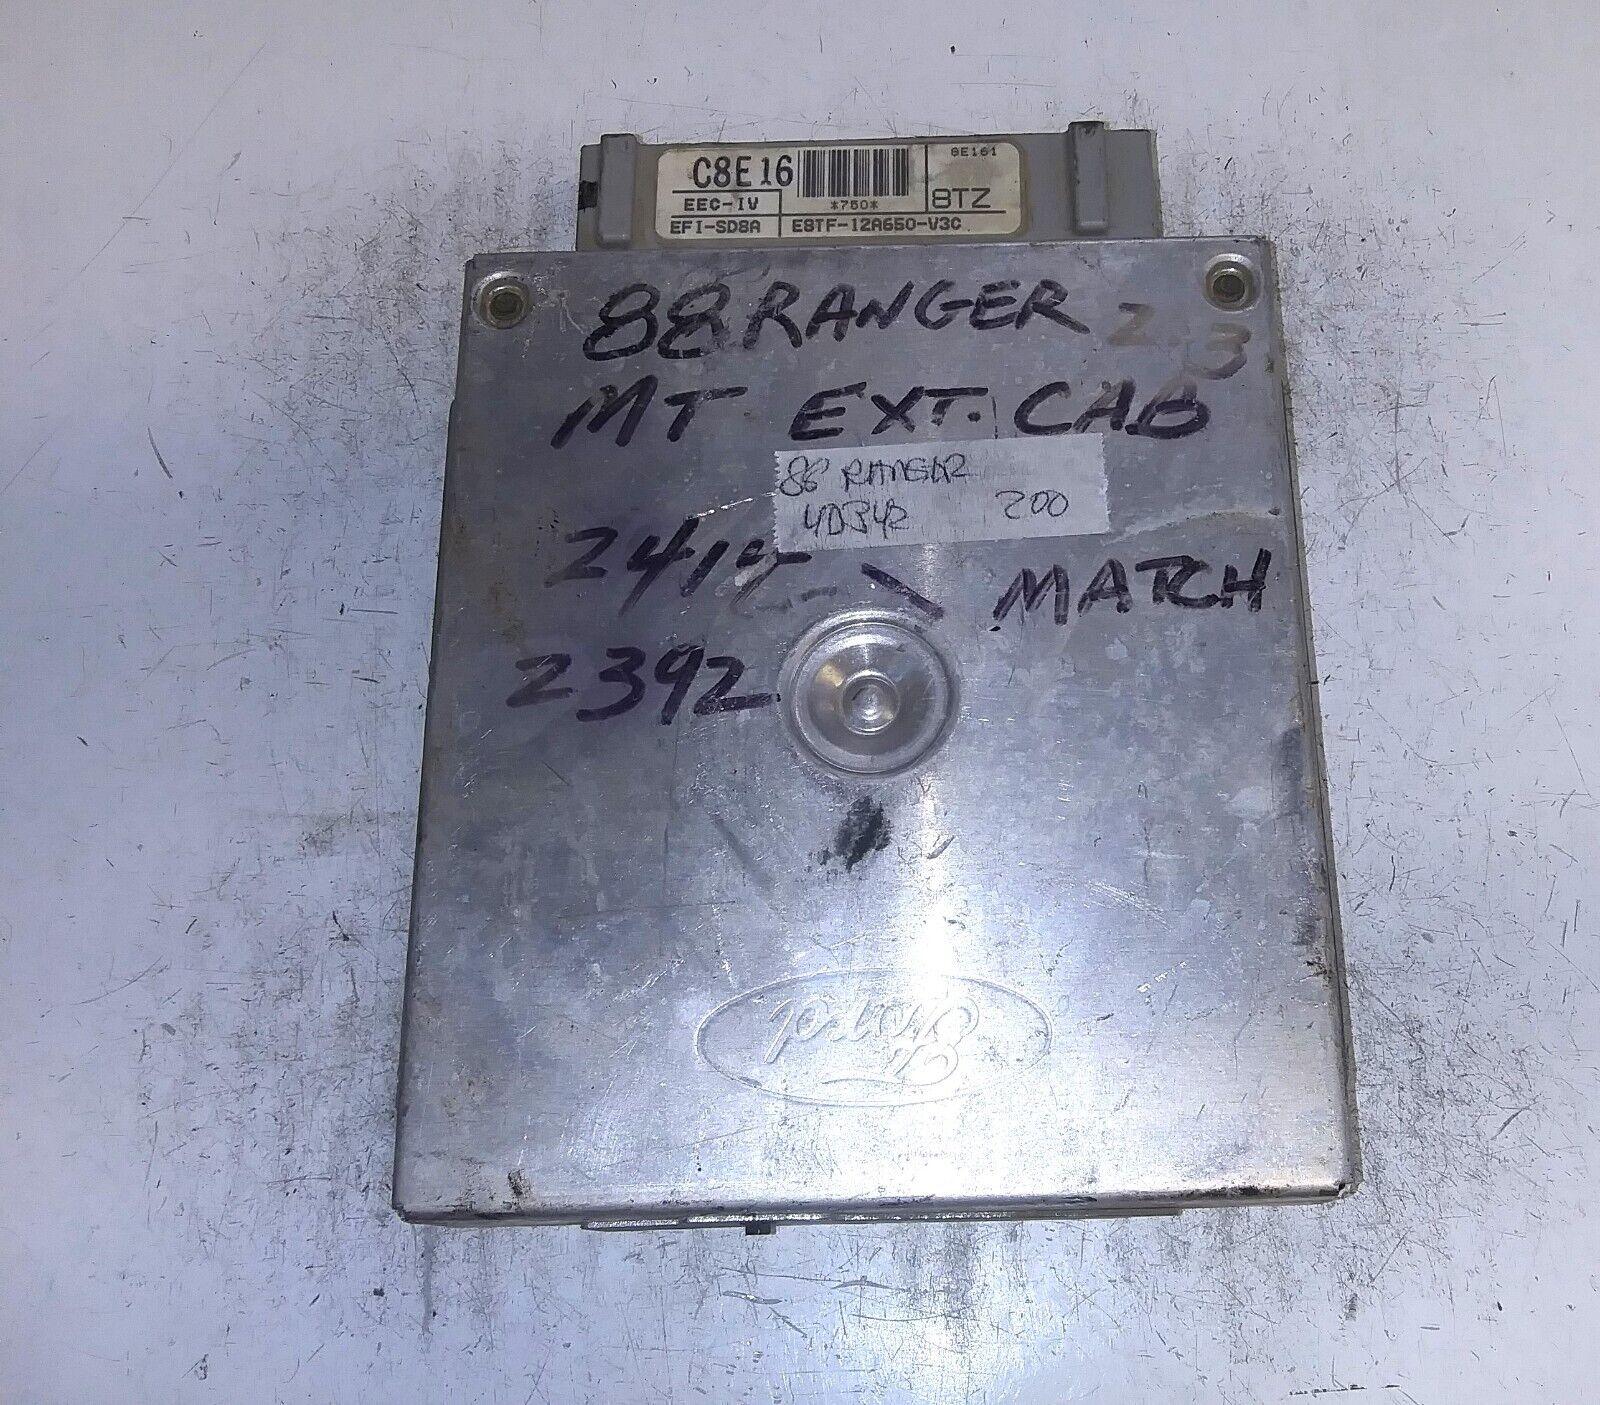 C8E16
8E161
EEC-IV
*750*
8TZ
EFI-SD8A
E8TF-12A650-V3C
88 RANGER 2.3
MT EXT. CAB
88 RANGER
4D342 200
MATCH
2392
Ford